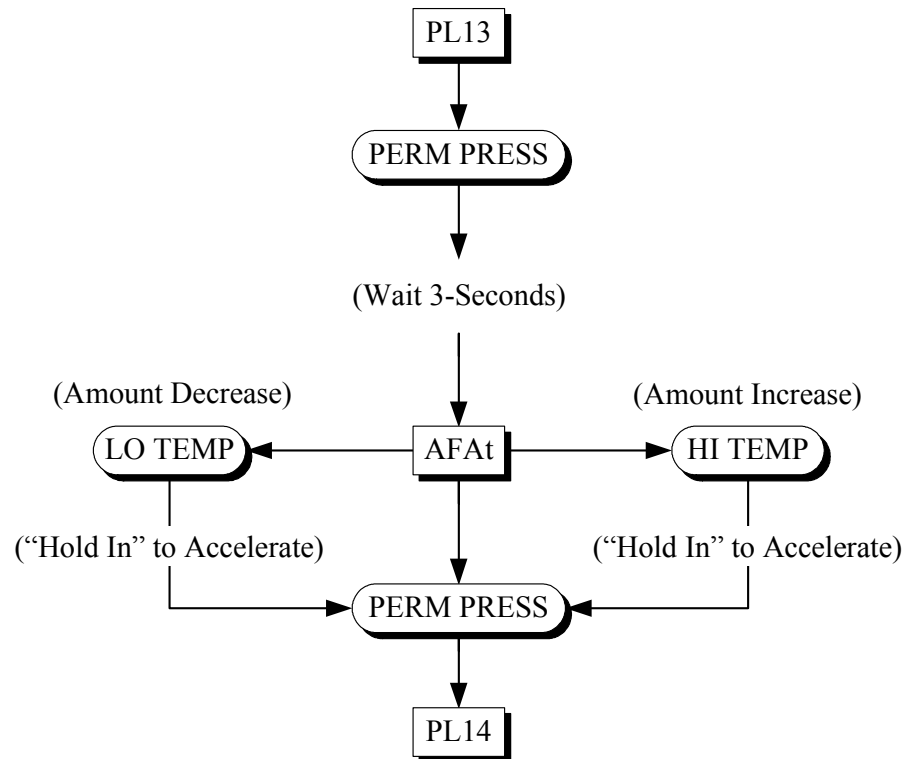 PL13
PERM PRESS
(Wait 3-Seconds)
(Amount Decrease)
(Amount Increase)
LO TEMP
AFAt
HI TEMP
(“Hold In” to Accelerate)
(“Hold In” to Accelerate)
PERM PRESS
PL14